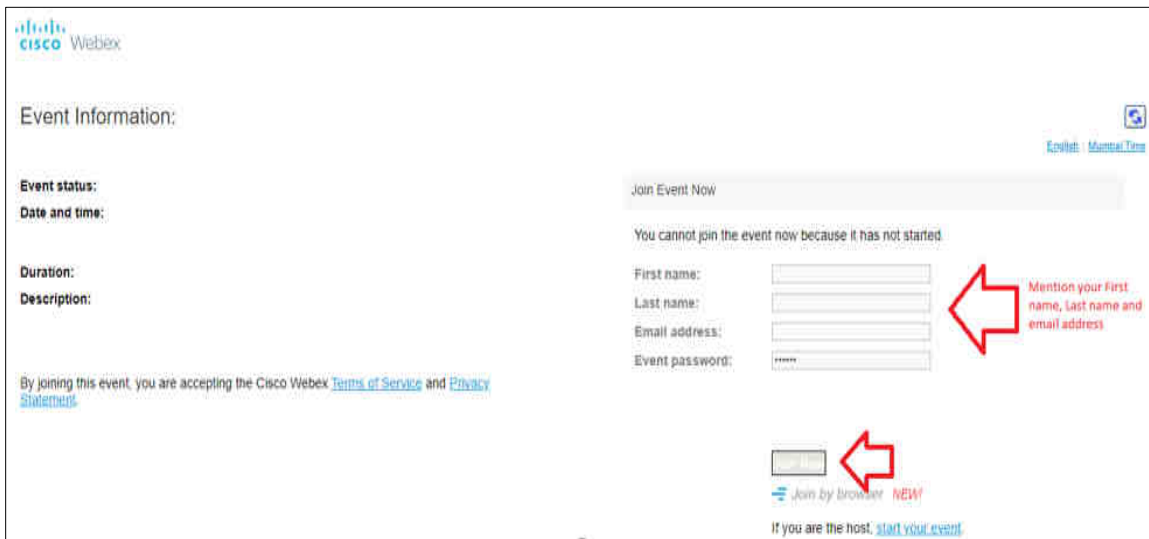 CISCO Webex
Event Information:
English | Mumbai Time
Event status:
Date and time:
Duration:
Description:
By joining this event, you are accepting the Cisco Webex Terms of Service and Privacy
Statement.
Join Event Now
You cannot join the event now because it has not started.
First name:
Last name:
Email address:
Event password:
Mention your First
name, Last name and
email address
Join Now
Join by browser NEW!
If you are the host, start your event.